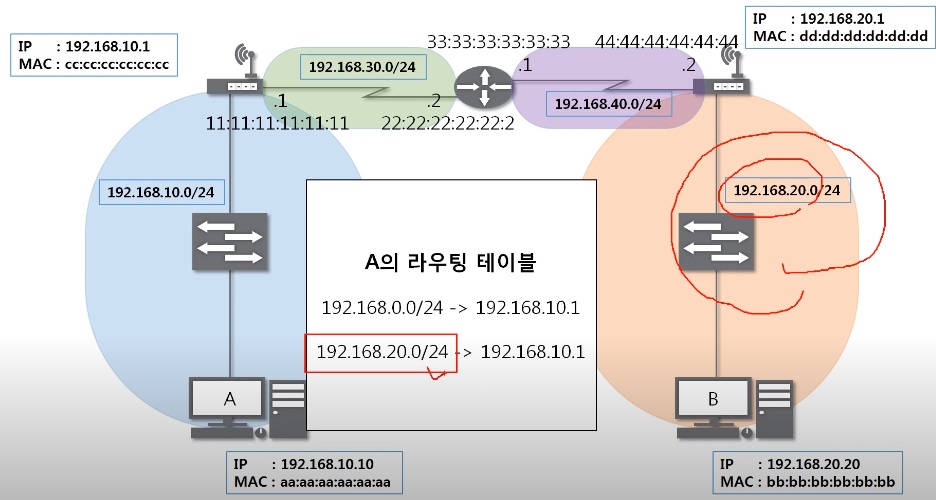 IP : 192.168.10.1
MAC : cc:cc:cc:cc:cc:cc
IP : 192.168.20.1
MAC : dd:dd:dd:dd:dd:dd
33:33:33:33:33:33
44:44:44:44:44:44
192.168.30.0/24
.1
.2
192.168.40.0/24
.1
.2
11:11:11:11:11:11
22:22:22:22:22:2
192.168.10.0/24
192.168.20.0/24
A의 라우팅 테이블
192.168.0.0/24 -> 192.168.10.1
192.168.20.0/24 -> 192.168.10.1
A
B
IP : 192.168.10.10
MAC : aa:aa:aa:aa:aa:aa
IP : 192.168.20.20
MAC : bb:bb:bb:bb:bb:bb